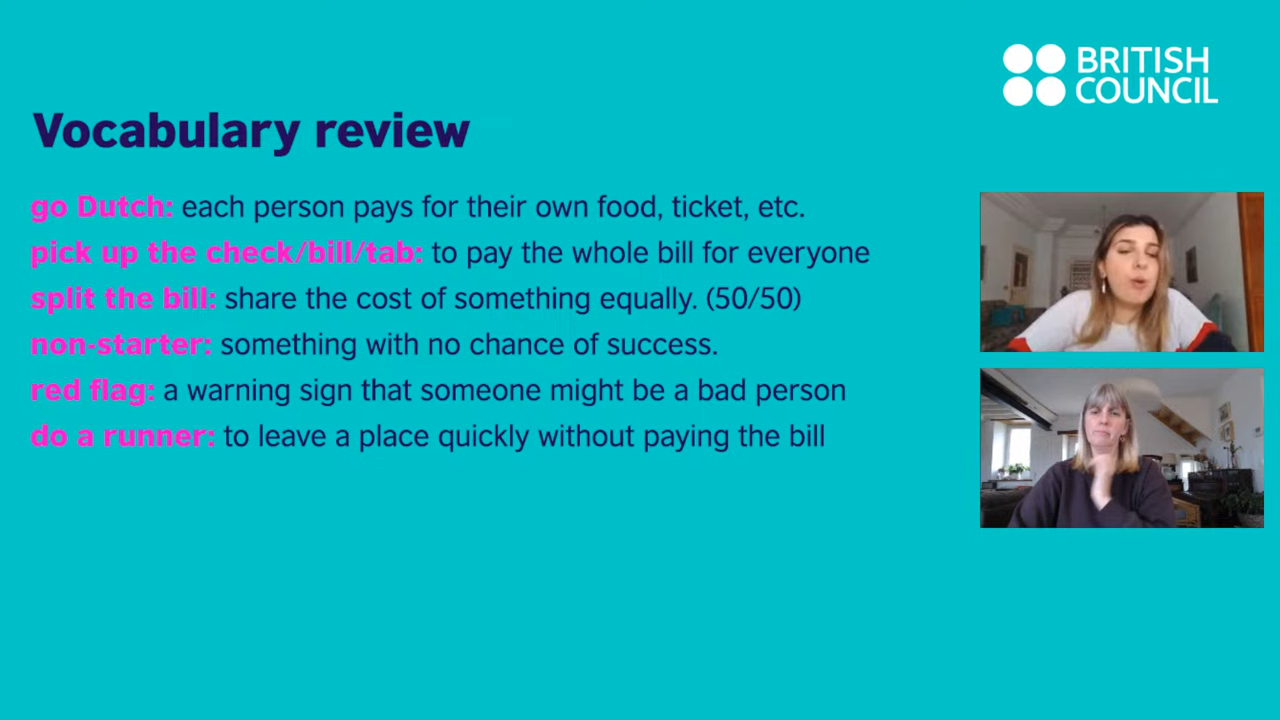 BRITISH
COUNCIL
Vocabulary review
go Dutch: each person pays for their own food, ticket, etc.
pick up the check/bill/tab: to pay the whole bill for everyone
split the bill: share the cost of something equally. (50/50)
non-starter: something with no chance of success.
red flag: a warning sign that someone might be a bad person
do a runner: to leave a place quickly without paying the bill